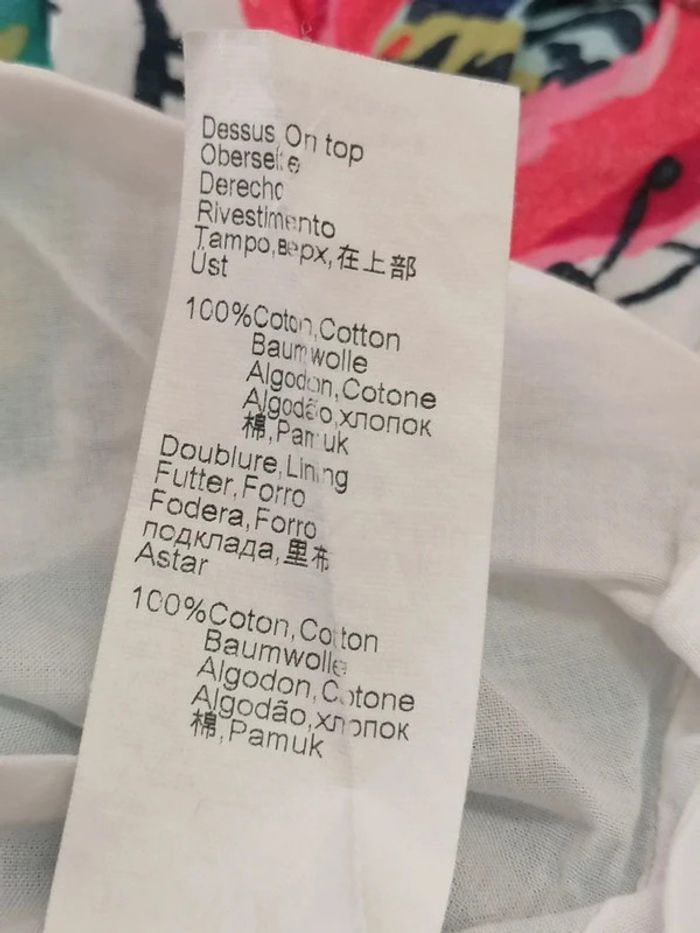 Dessus On top
Oberseite
Derecho
Rivestimento
Tampo,верх,在上部
Üst
100%Coton,Cotton
Baumwolle
Algodon,Cotone
Algodão,хлопок
棉,Pamuk
Doublure,Lining
Futter,Forro
Fodera,Forro
подклада,里布
Astar
100%Coton,Cotton
Baumwolle
Algodon,Cotone
Algodão,хлопок
棉,Pamuk